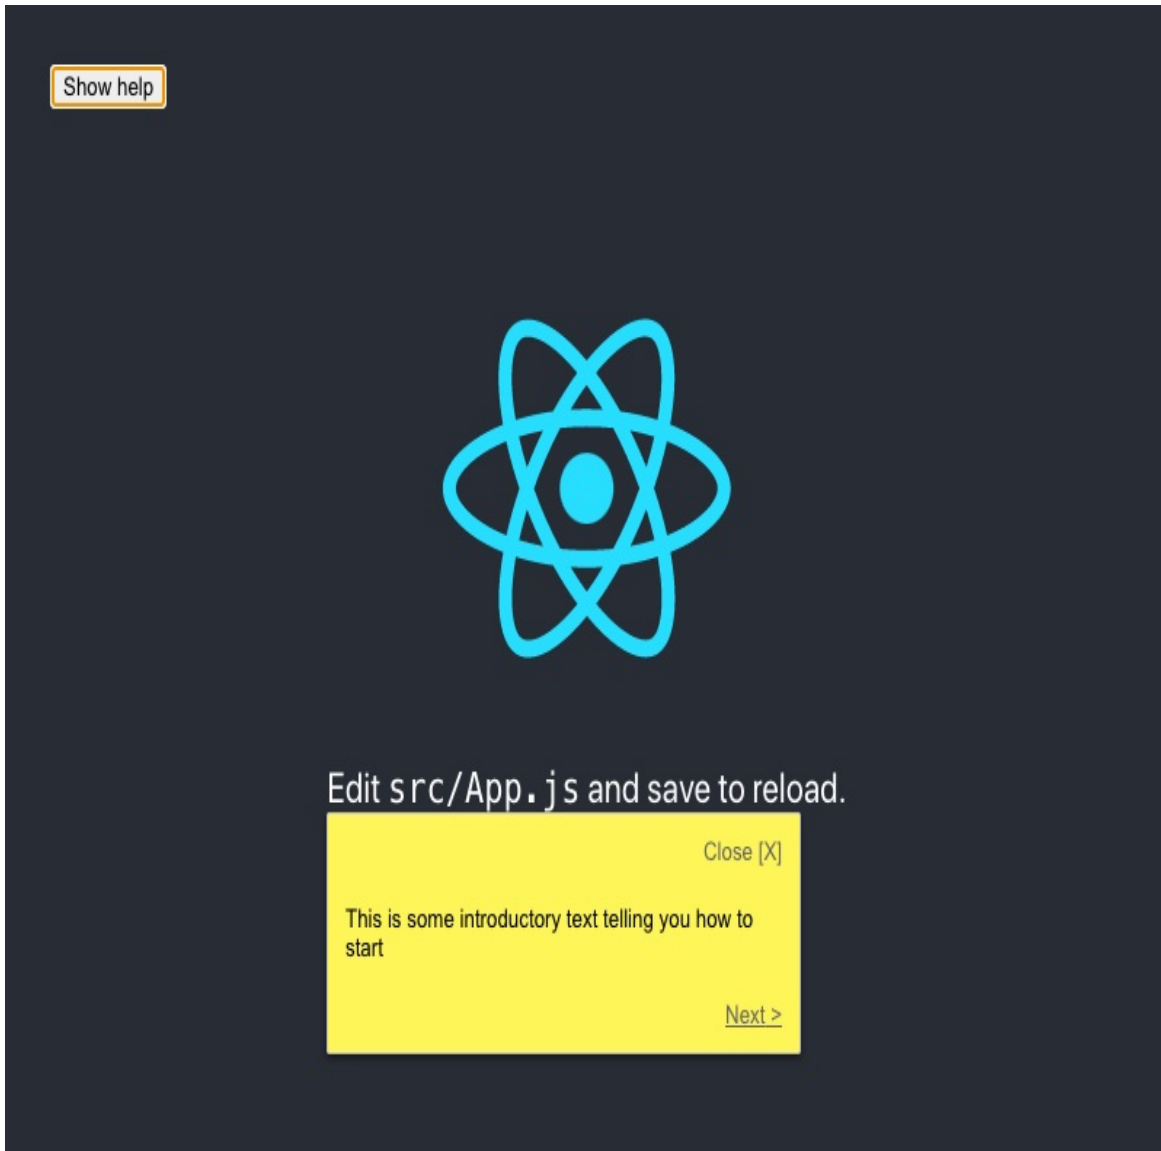 Show help
Edit src/App.js and save to reload.
Close [X]
This is some introductory text telling you how to
start
Next >